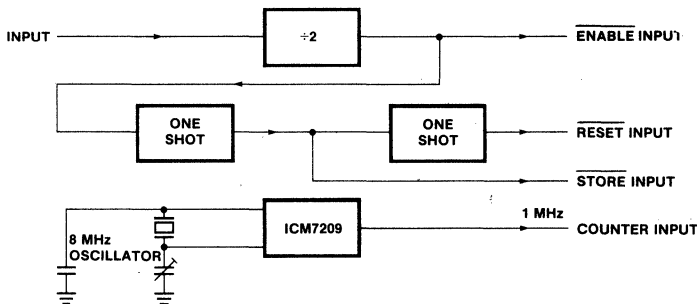 INPUT
÷2
ENABLE INPUT
ONE
SHOT
ONE
SHOT
RESET INPUT
STORE INPUT
8 MHz
OSCILLATOR
ICM7209
1 MHz
COUNTER INPUT